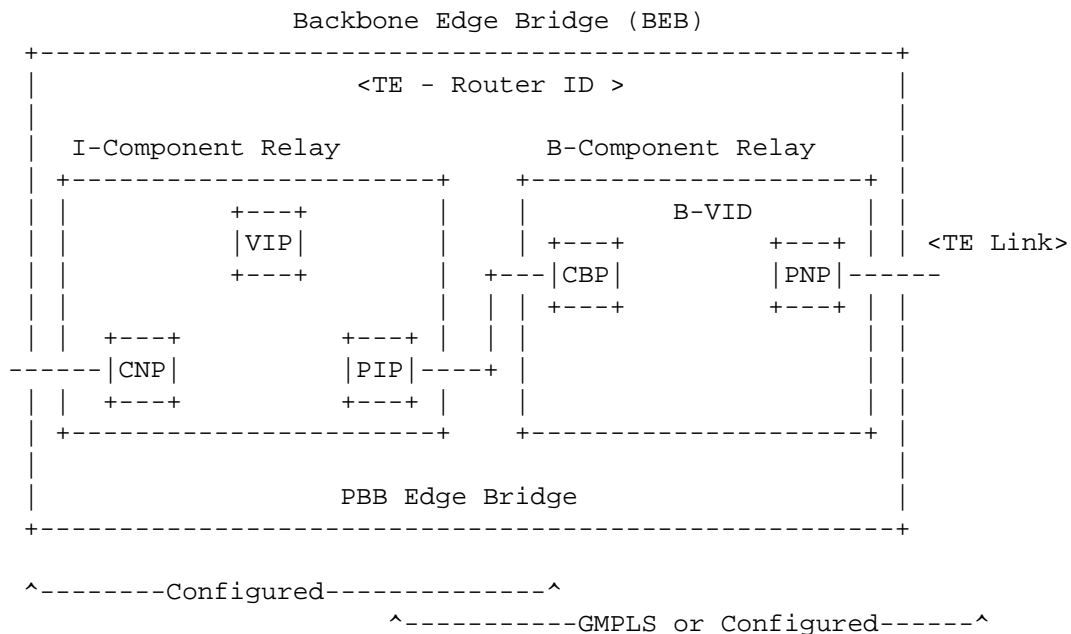 Backbone Edge Bridge (BEB)
<TE - Router ID >
I-Component Relay B-Component Relay
B-VID
VIP <TE Link>
CBP PNP
CNP PIP
PBB Edge Bridge
Configured
GMPLS or Configured